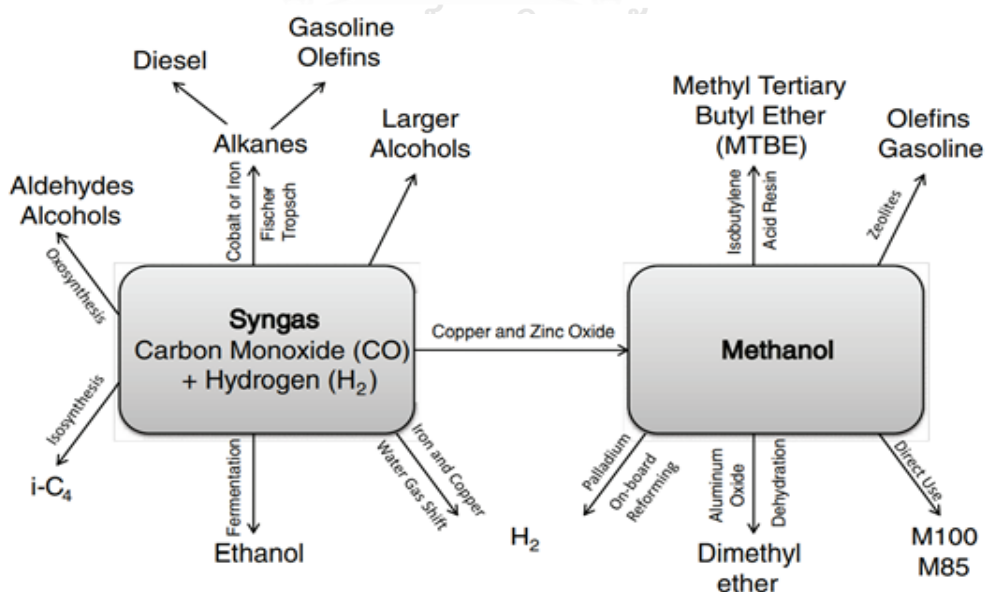 Diesel
Gasoline
Olefins
Alkanes
Larger
Alcohols
Aldehydes
Alcohols
Cobalt or Iron
Fischer
Tropsch
Oxosynthesis
Syngas
Carbon Monoxide (CO)
+ Hydrogen (H₂)
Isosynthesis
i-C₄
Fermentation
Ethanol
Iron and Copper
Water Gas Shift
H₂
Copper and Zinc Oxide
Methyl Tertiary
Butyl Ether
(MTBE)
Olefins
Gasoline
Isobutylene
Acid Resin
Zeolites
Methanol
Palladium
On-board
Reforming
Aluminum
Oxide
Dehydration
Dimethyl
ether
Direct Use
M100
M85